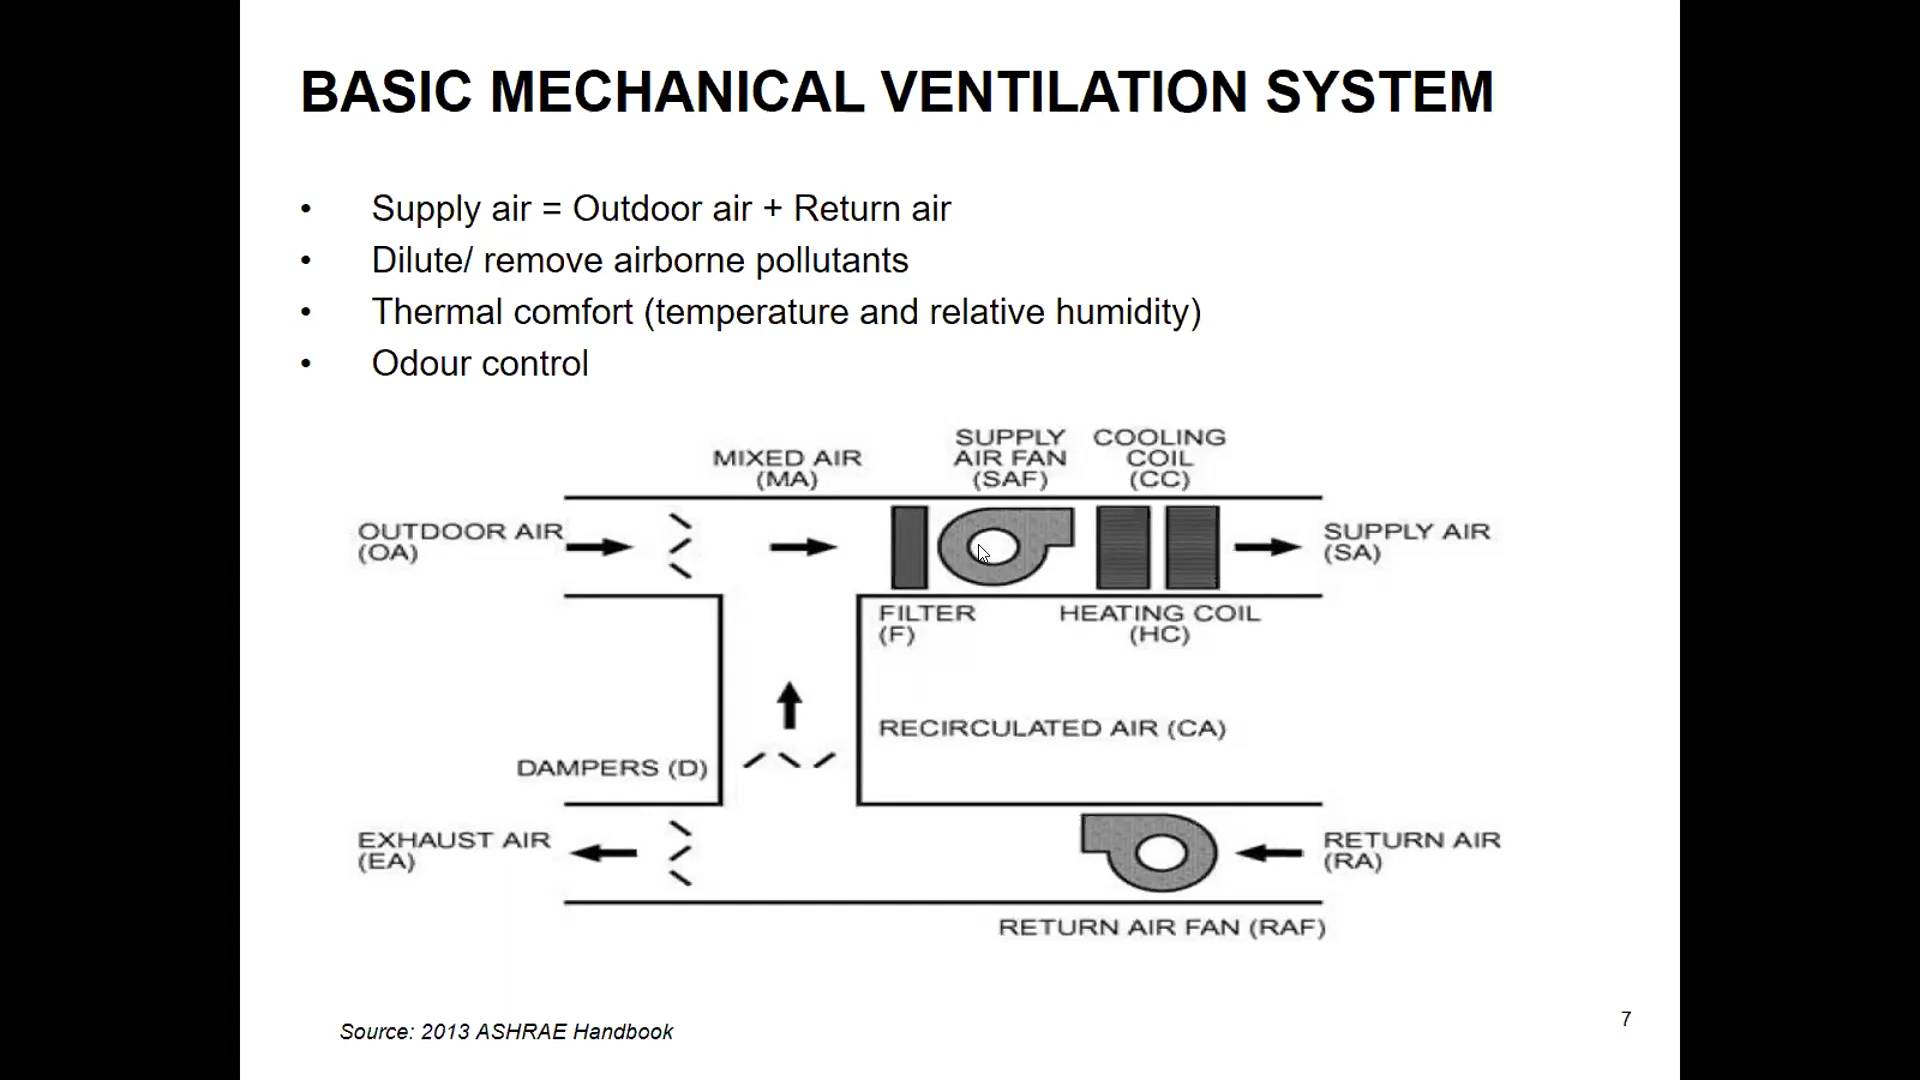 BASIC MECHANICAL VENTILATION SYSTEM
• Supply air = Outdoor air + Return air
• Dilute/ remove airborne pollutants
• Thermal comfort (temperature and relative humidity)
• Odour control
MIXED AIR
(MA)
SUPPLY
AIR FAN
(SAF)
COOLING
COIL
(CC)
OUTDOOR AIR
(OA)
SUPPLY AIR
(SA)
FILTER
(F)
HEATING COIL
(HC)
RECIRCULATED AIR (CA)
DAMPERS (D)
EXHAUST AIR
(EA)
RETURN AIR
(RA)
RETURN AIR FAN (RAF)
Source: 2013 ASHRAE Handbook
7